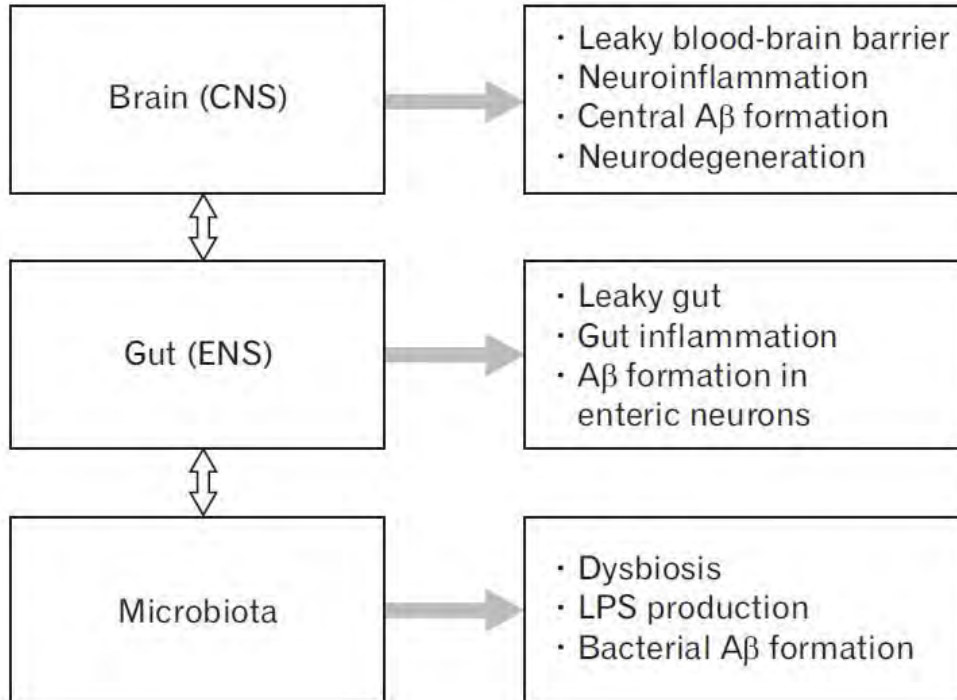 Brain (CNS)
· Leaky blood-brain barrier
· Neuroinflammation
· Central Aβ formation
· Neurodegeneration
Gut (ENS)
· Leaky gut
· Gut inflammation
· Aβ formation in
enteric neurons
Microbiota
· Dysbiosis
· LPS production
· Bacterial Aβ formation